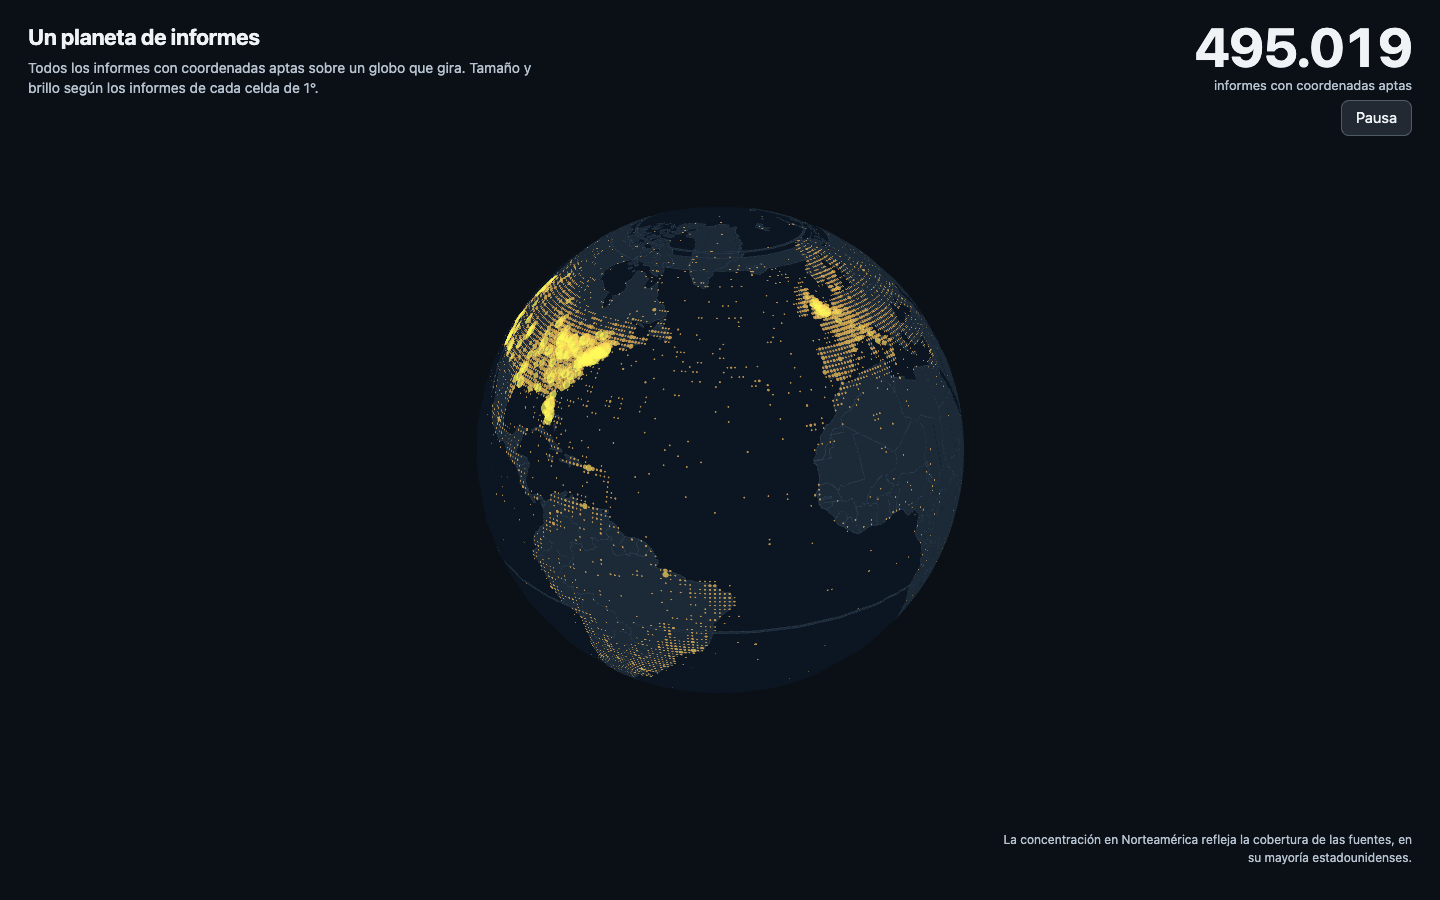 Un planeta de informes
Todos los informes con coordenadas aptas sobre un globo que gira. Tamaño y
brillo según los informes de cada celda de 1°.
495.019
informes con coordenadas aptas
Pausa
La concentración en Norteamérica refleja la cobertura de las fuentes, en
su mayoría estadounidenses.